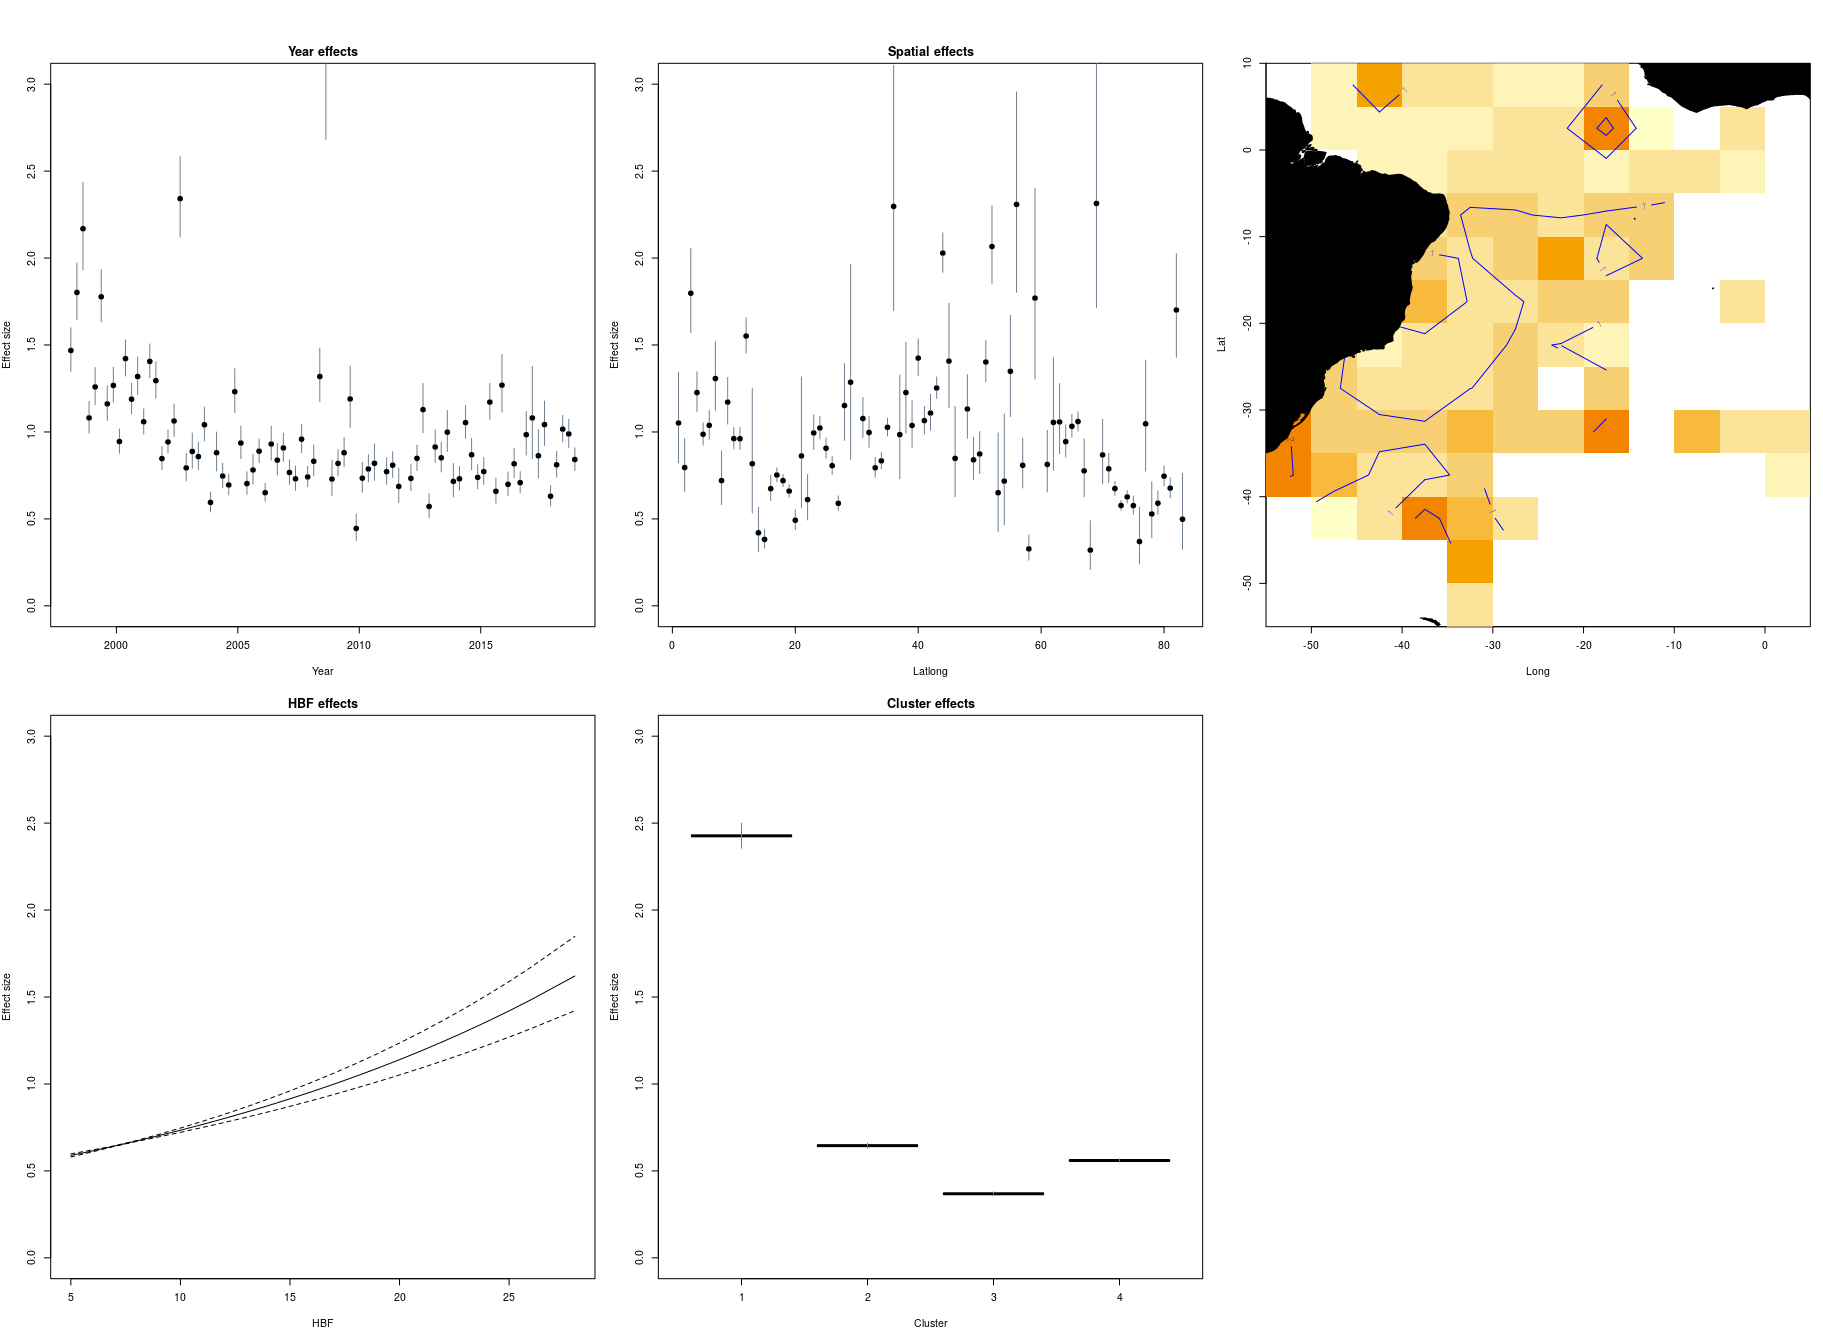 Year effects
3.0
2.5
2.0
1.5
1.0
0.5
0.0
Effect size
2000 2005 2010 2015
Year
Spatial effects
3.0
2.5
2.0
1.5
1.0
0.5
0.0
Effect size
0 20 40 60 80
Latlong
10
0
10
-20
-30
-40
-50
Lat
-50 -40 -30 -20 -10 0
Long
HBF effects
3.0
2.5
2.0
1.5
1.0
0.5
0.0
Effect size
5 10 15 20 25
HBF
Cluster effects
3.0
2.5
2.0
1.5
1.0
0.5
0.0
Effect size
1 2 3 4
Cluster